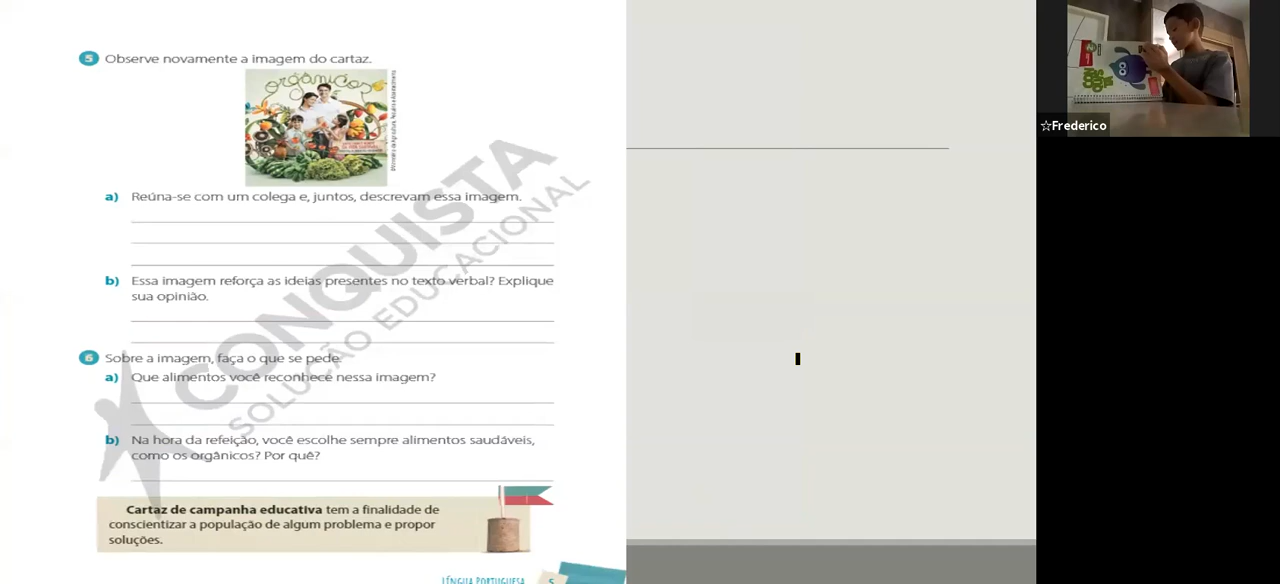 5 Observe novamente a imagem do cartaz.
orgânicos
a) Reúna-se com um colega e, juntos, descrevam essa imagem.
b) Essa imagem reforça as ideias presentes no texto verbal? Explique
sua opinião.
6 Sobre a imagem, faça o que se pede.
a) Que alimentos você reconhece nessa imagem?
b) Na hora da refeição, você escolhe sempre alimentos saudáveis,
como os orgânicos? Por quê?
Cartaz de campanha educativa tem a finalidade de
conscientizar a população de algum problema e propor
soluções.
LÍNGUA PORTUGUESA 5
CONQUISTA
SOLUÇÃO EDUCACIONAL
☆Frederico